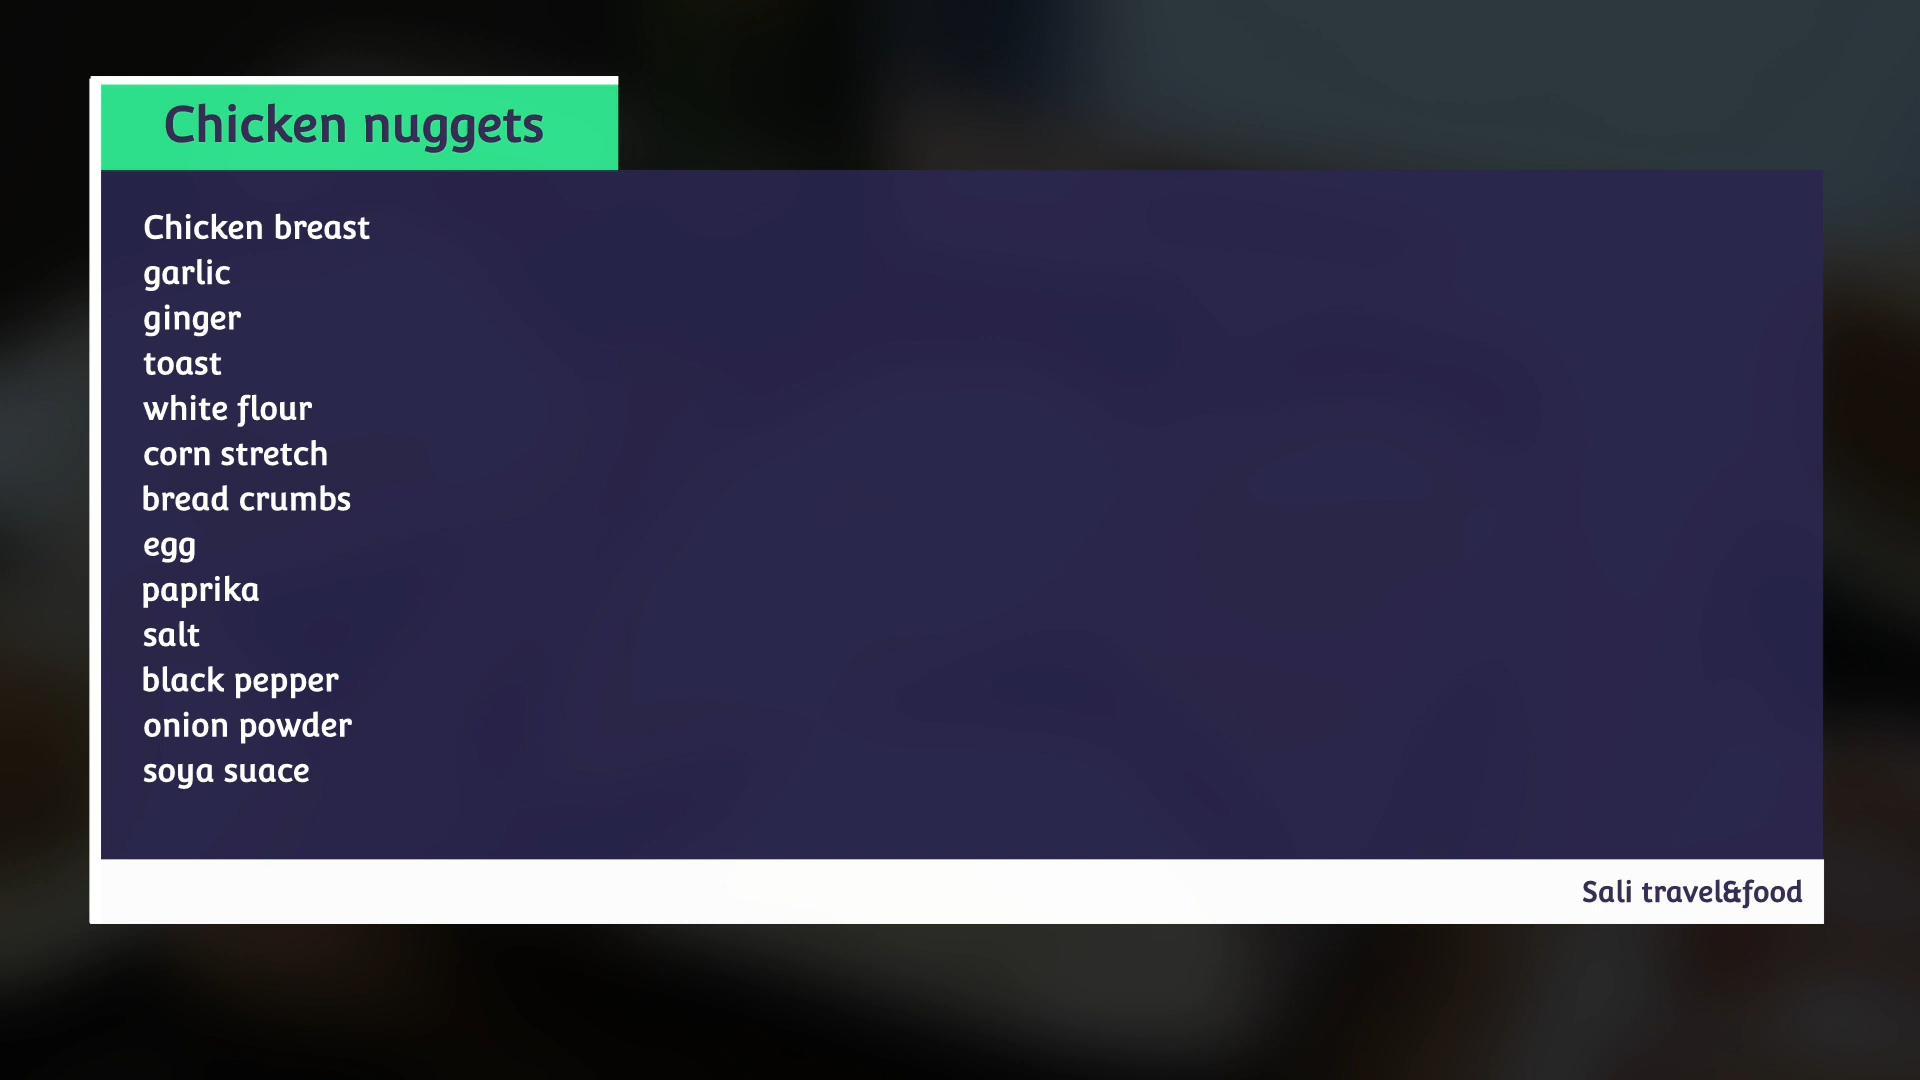 Chicken nuggets
Chicken breast
garlic
ginger
toast
white flour
corn stretch
bread crumbs
egg
paprika
salt
black pepper
onion powder
soya suace
Sali travel&food